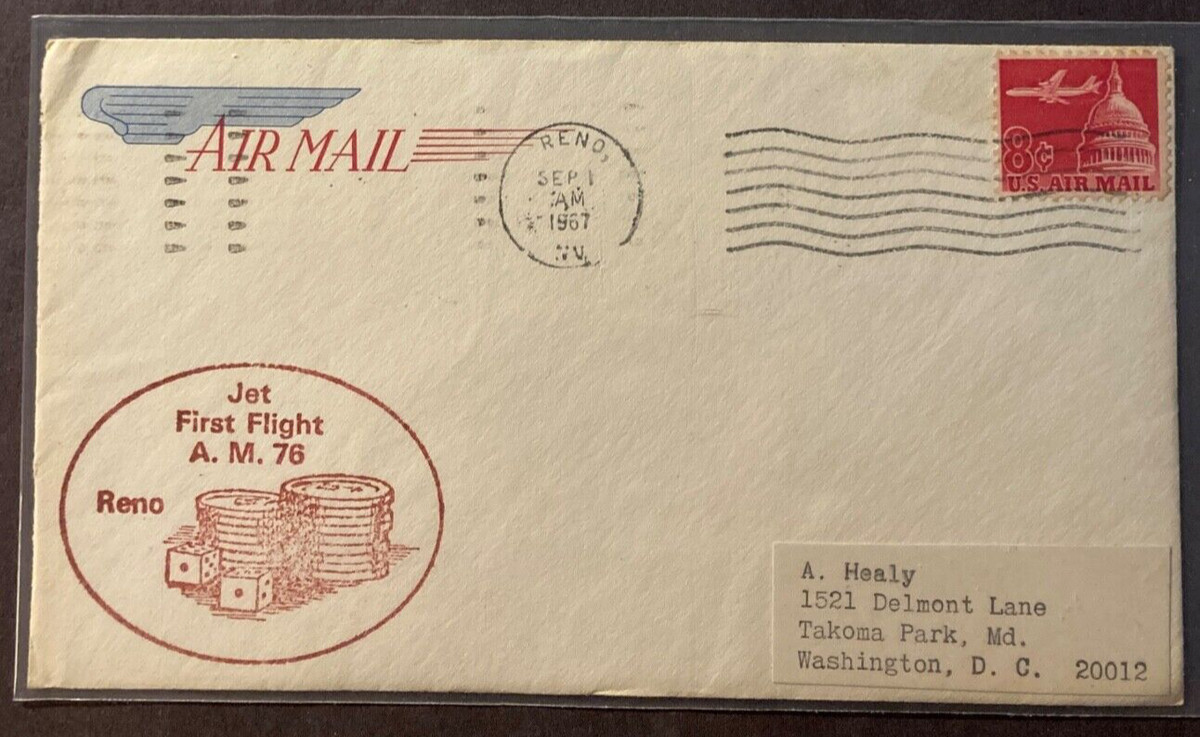 AIR MAIL
RENO,
SEP 1
AM
1967
NV.
8¢
U.S. AIR MAIL
Jet
First Flight
A. M. 76
Reno
A. Healy
1521 Delmont Lane
Takoma Park, Md.
Washington, D. C. 20012